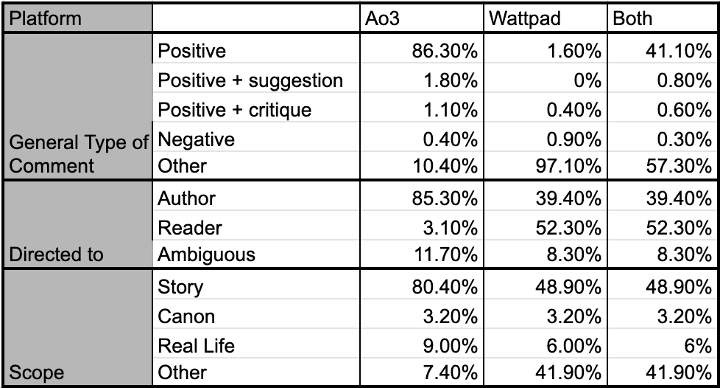 Platform Ao3 Wattpad Both
Positive 86.30% 1.60% 41.10%
Positive + suggestion 1.80% 0% 0.80%
Positive + critique 1.10% 0.40% 0.60%
General Type of Comment Negative 0.40% 0.90% 0.30%
Other 10.40% 97.10% 57.30%
Author 85.30% 39.40% 39.40%
Reader 3.10% 52.30% 52.30%
Directed to Ambiguous 11.70% 8.30% 8.30%
Story 80.40% 48.90% 48.90%
Canon 3.20% 3.20% 3.20%
Real Life 9.00% 6.00% 6%
Scope Other 7.40% 41.90% 41.90%